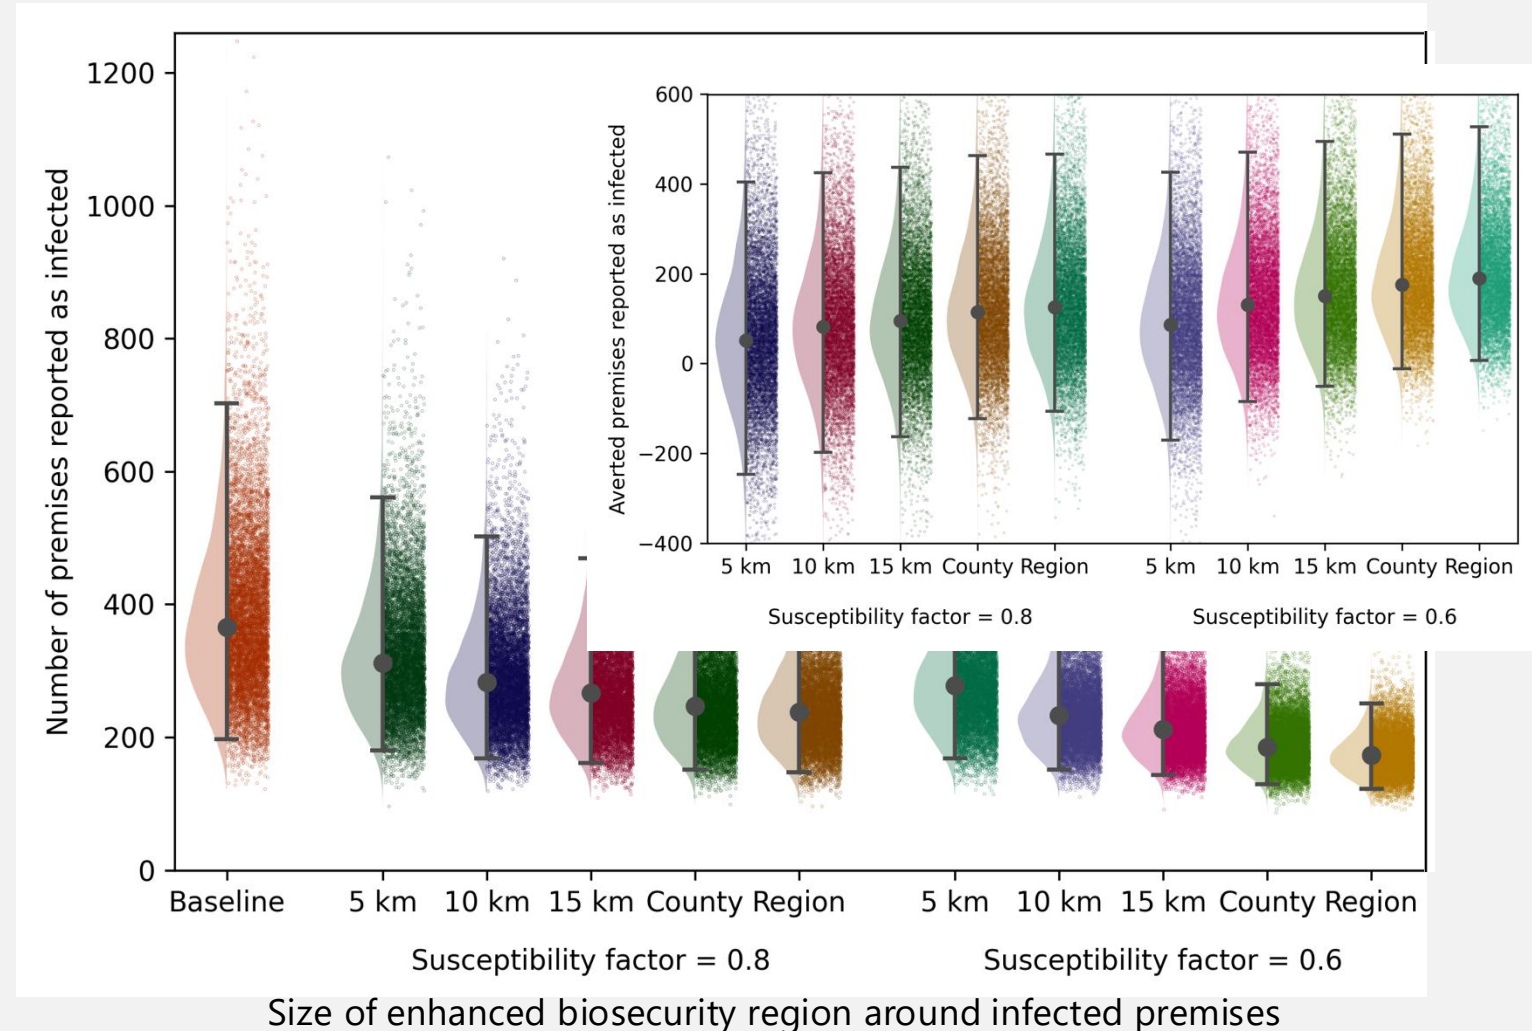 Number of premises reported as infected
1200
1000
800
600
400
200
0
Baseline 5 km 10 km 15 km County Region 5 km 10 km 15 km County Region
Susceptibility factor = 0.8 Susceptibility factor = 0.6
Size of enhanced biosecurity region around infected premises
Averted premises reported as infected
600
400
200
0
−200
−400
5 km 10 km 15 km County Region 5 km 10 km 15 km County Region
Susceptibility factor = 0.8 Susceptibility factor = 0.6